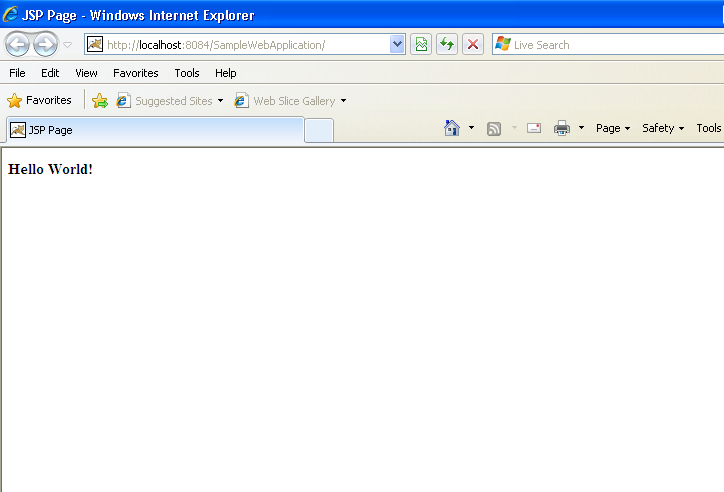 JSP Page - Windows Internet Explorer
http://localhost:8084/SampleWebApplication/
Live Search
File Edit View Favorites Tools Help
Favorites Suggested Sites Web Slice Gallery
JSP Page Page Safety Tools
Hello World!